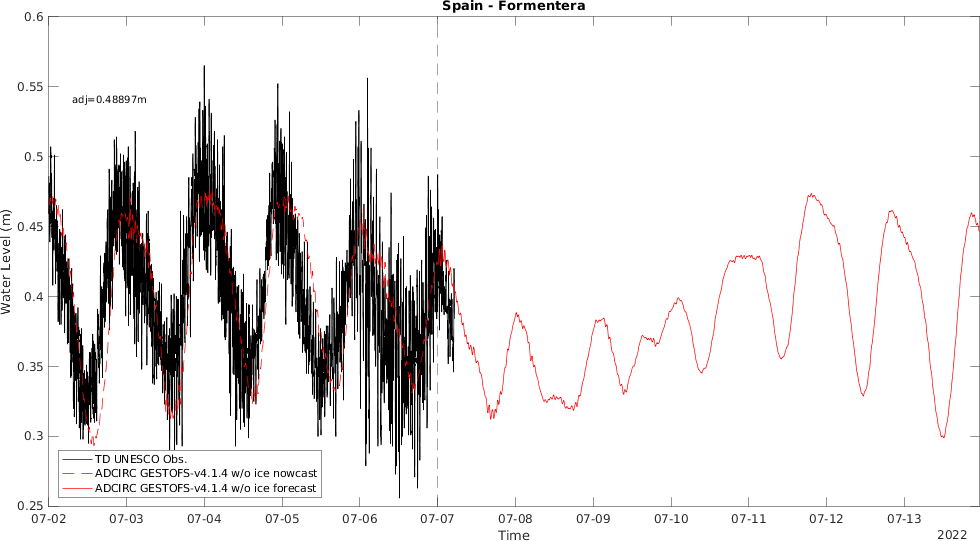 Spain - Formentera
0.6
0.55
adj=0.48897m
0.5
0.45
Water Level (m)
0.4
0.35
0.3
TD UNESCO Obs.
ADCIRC GESTOFS-v4.1.4 w/o ice nowcast
ADCIRC GESTOFS-v4.1.4 w/o ice forecast
0.25
07-02 07-03 07-04 07-05 07-06 07-07 07-08 07-09 07-10 07-11 07-12 07-13
Time
2022